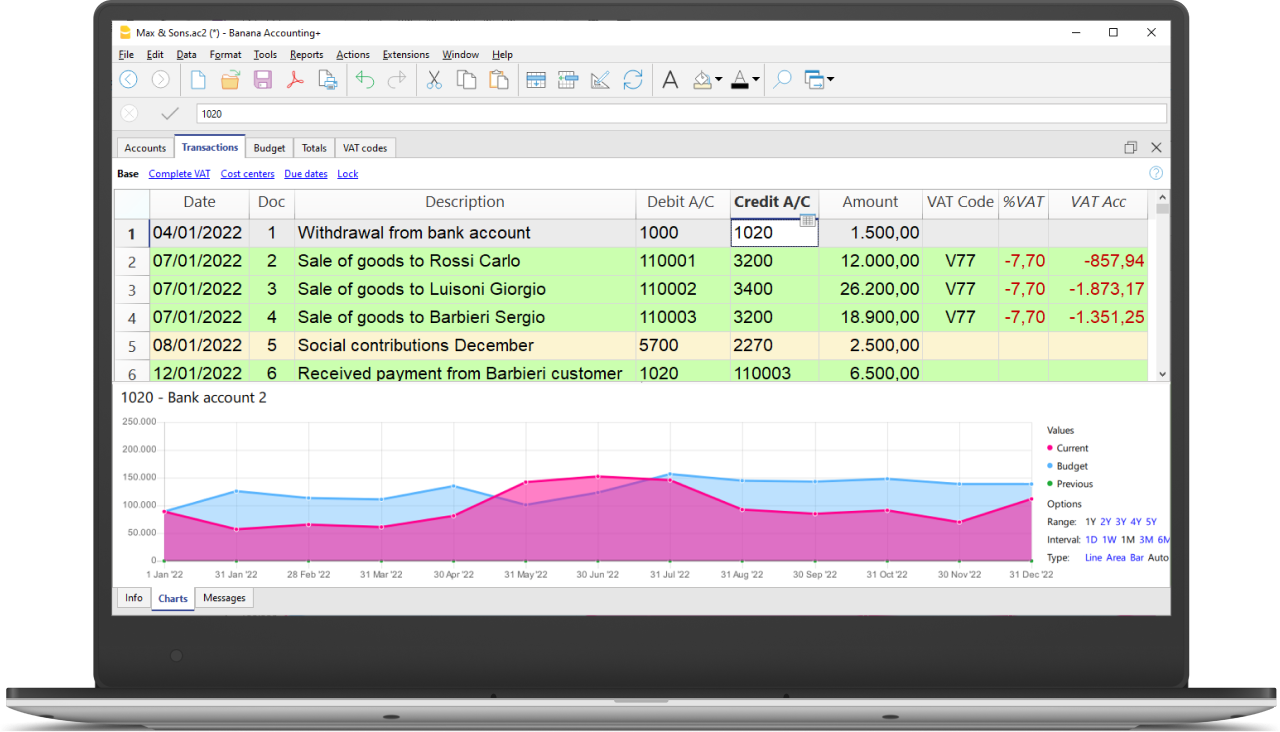 Max & Sons.ac2 (*) - Banana Accounting+
File Edit Data Format Tools Reports Actions Extensions Window Help
1020
Accounts Transactions Budget Totals VAT codes
Base Complete VAT Cost centers Due dates Lock
Date Doc Description Debit A/C Credit A/C Amount VAT Code %VAT VAT Acc
1 04/01/2022 1 Withdrawal from bank account 1000 1020 1.500,00
2 07/01/2022 2 Sale of goods to Rossi Carlo 110001 3200 12.000,00 V77 -7,70 -857,94
3 07/01/2022 3 Sale of goods to Luisoni Giorgio 110002 3400 26.200,00 V77 -7,70 -1.873,17
4 07/01/2022 4 Sale of goods to Barbieri Sergio 110003 3200 18.900,00 V77 -7,70 -1.351,25
5 08/01/2022 5 Social contributions December 5700 2270 2.500,00
6 12/01/2022 6 Received payment from Barbieri customer 1020 110003 6.500,00
1020 - Bank account 2
250.000
200.000
150.000
100.000
50.000
0
1 Jan '22 31 Jan '22 28 Feb '22 31 Mar '22 30 Apr '22 31 May '22 30 Jun '22 31 Jul '22 31 Aug '22 30 Sep '22 31 Oct '22 30 Nov '22 31 Dec '22
Values
Current
Budget
Previous
Options
Range: 1Y 2Y 3Y 4Y 5Y
Interval: 1D 1W 1M 3M 6M
Type: Line Area Bar Auto
Info Charts Messages